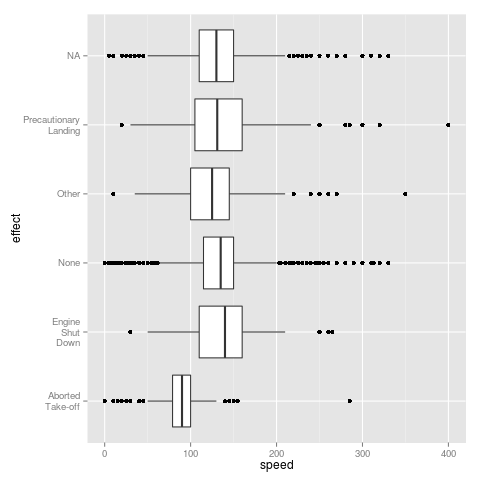 NA
Precautionary
Landing
Other
None
Engine
Shut
Down
Aborted
Take-off
effect
0 100 200 300 400
speed